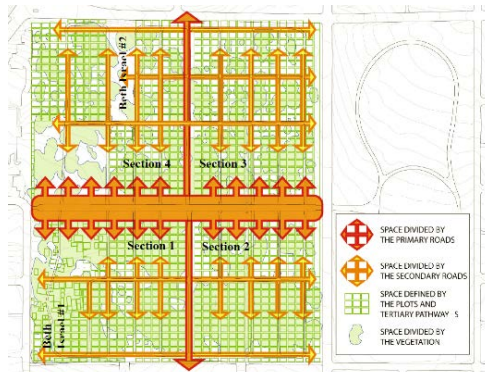 Beth
Israel #2
Section 4
Section 3
Section 1
Section 2
Beth
Israel #1
SPACE DIVIDED BY
THE PRIMARY ROADS
SPACE DIVIDED BY
THE SECONDARY ROADS
SPACE DEFINED BY
THE PLOTS AND
TERTIARY PATHWAY S
SPACE DIVIDED BY
THE VEGETATION